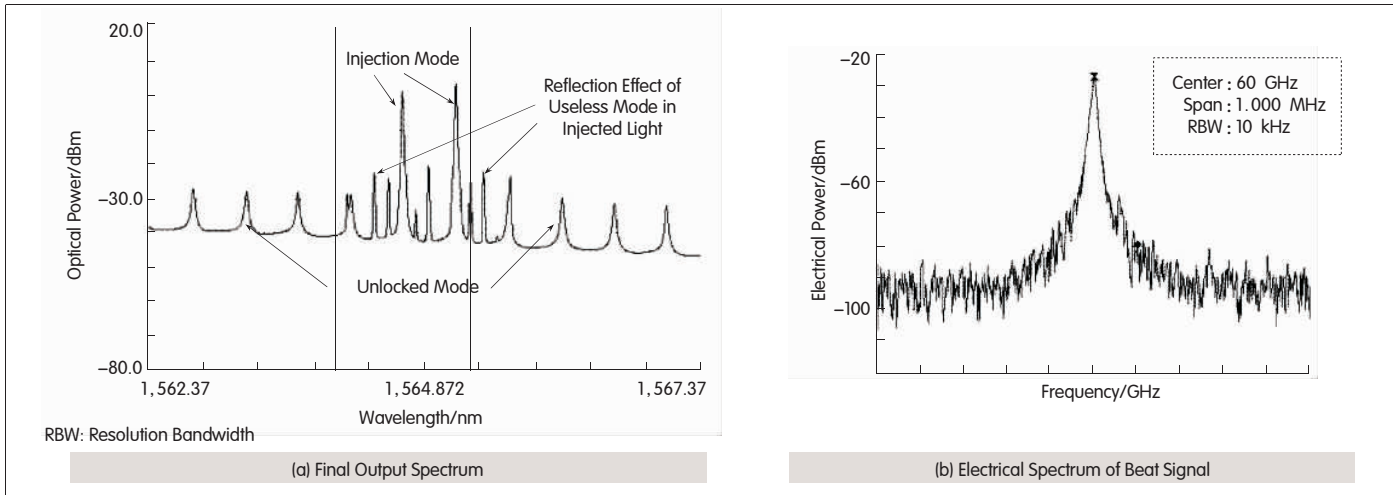 20.0
−30.0
−80.0
Optical Power/dBm
Injection Mode
Reflection Effect of
Useless Mode in
Injected Light
Unlocked Mode
1,562.37
1,564.872
1,567.37
Wavelength/nm
RBW: Resolution Bandwidth
(a) Final Output Spectrum
−20
−60
−100
Electrical Power/dBm
Center : 60 GHz
Span : 1.000 MHz
RBW : 10 kHz
Frequency/GHz
(b) Electrical Spectrum of Beat Signal